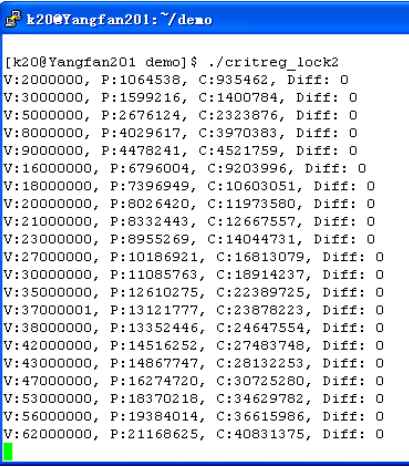 k20@Yangfan201:~/demo
[k20@Yangfan201 demo]$ ./critreg_lock2
V:2000000, P:1064538, C:935462, Diff: 0
V:3000000, P:1599216, C:1400784, Diff: 0
V:5000000, P:2676124, C:2323876, Diff: 0
V:8000000, P:4029617, C:3970383, Diff: 0
V:9000000, P:4478241, C:4521759, Diff: 0
V:16000000, P:6796004, C:9203996, Diff: 0
V:18000000, P:7396949, C:10603051, Diff: 0
V:20000000, P:8026420, C:11973580, Diff: 0
V:21000000, P:8332443, C:12667557, Diff: 0
V:23000000, P:8955269, C:14044731, Diff: 0
V:27000000, P:10186921, C:16813079, Diff: 0
V:30000000, P:11085763, C:18914237, Diff: 0
V:35000000, P:12610275, C:22389725, Diff: 0
V:37000001, P:13121777, C:23878223, Diff: 0
V:38000000, P:13352446, C:24647554, Diff: 0
V:42000000, P:14516252, C:27483748, Diff: 0
V:43000000, P:14867747, C:28132253, Diff: 0
V:47000000, P:16274720, C:30725280, Diff: 0
V:53000000, P:18370218, C:34629782, Diff: 0
V:56000000, P:19384014, C:36615986, Diff: 0
V:62000000, P:21168625, C:40831375, Diff: 0